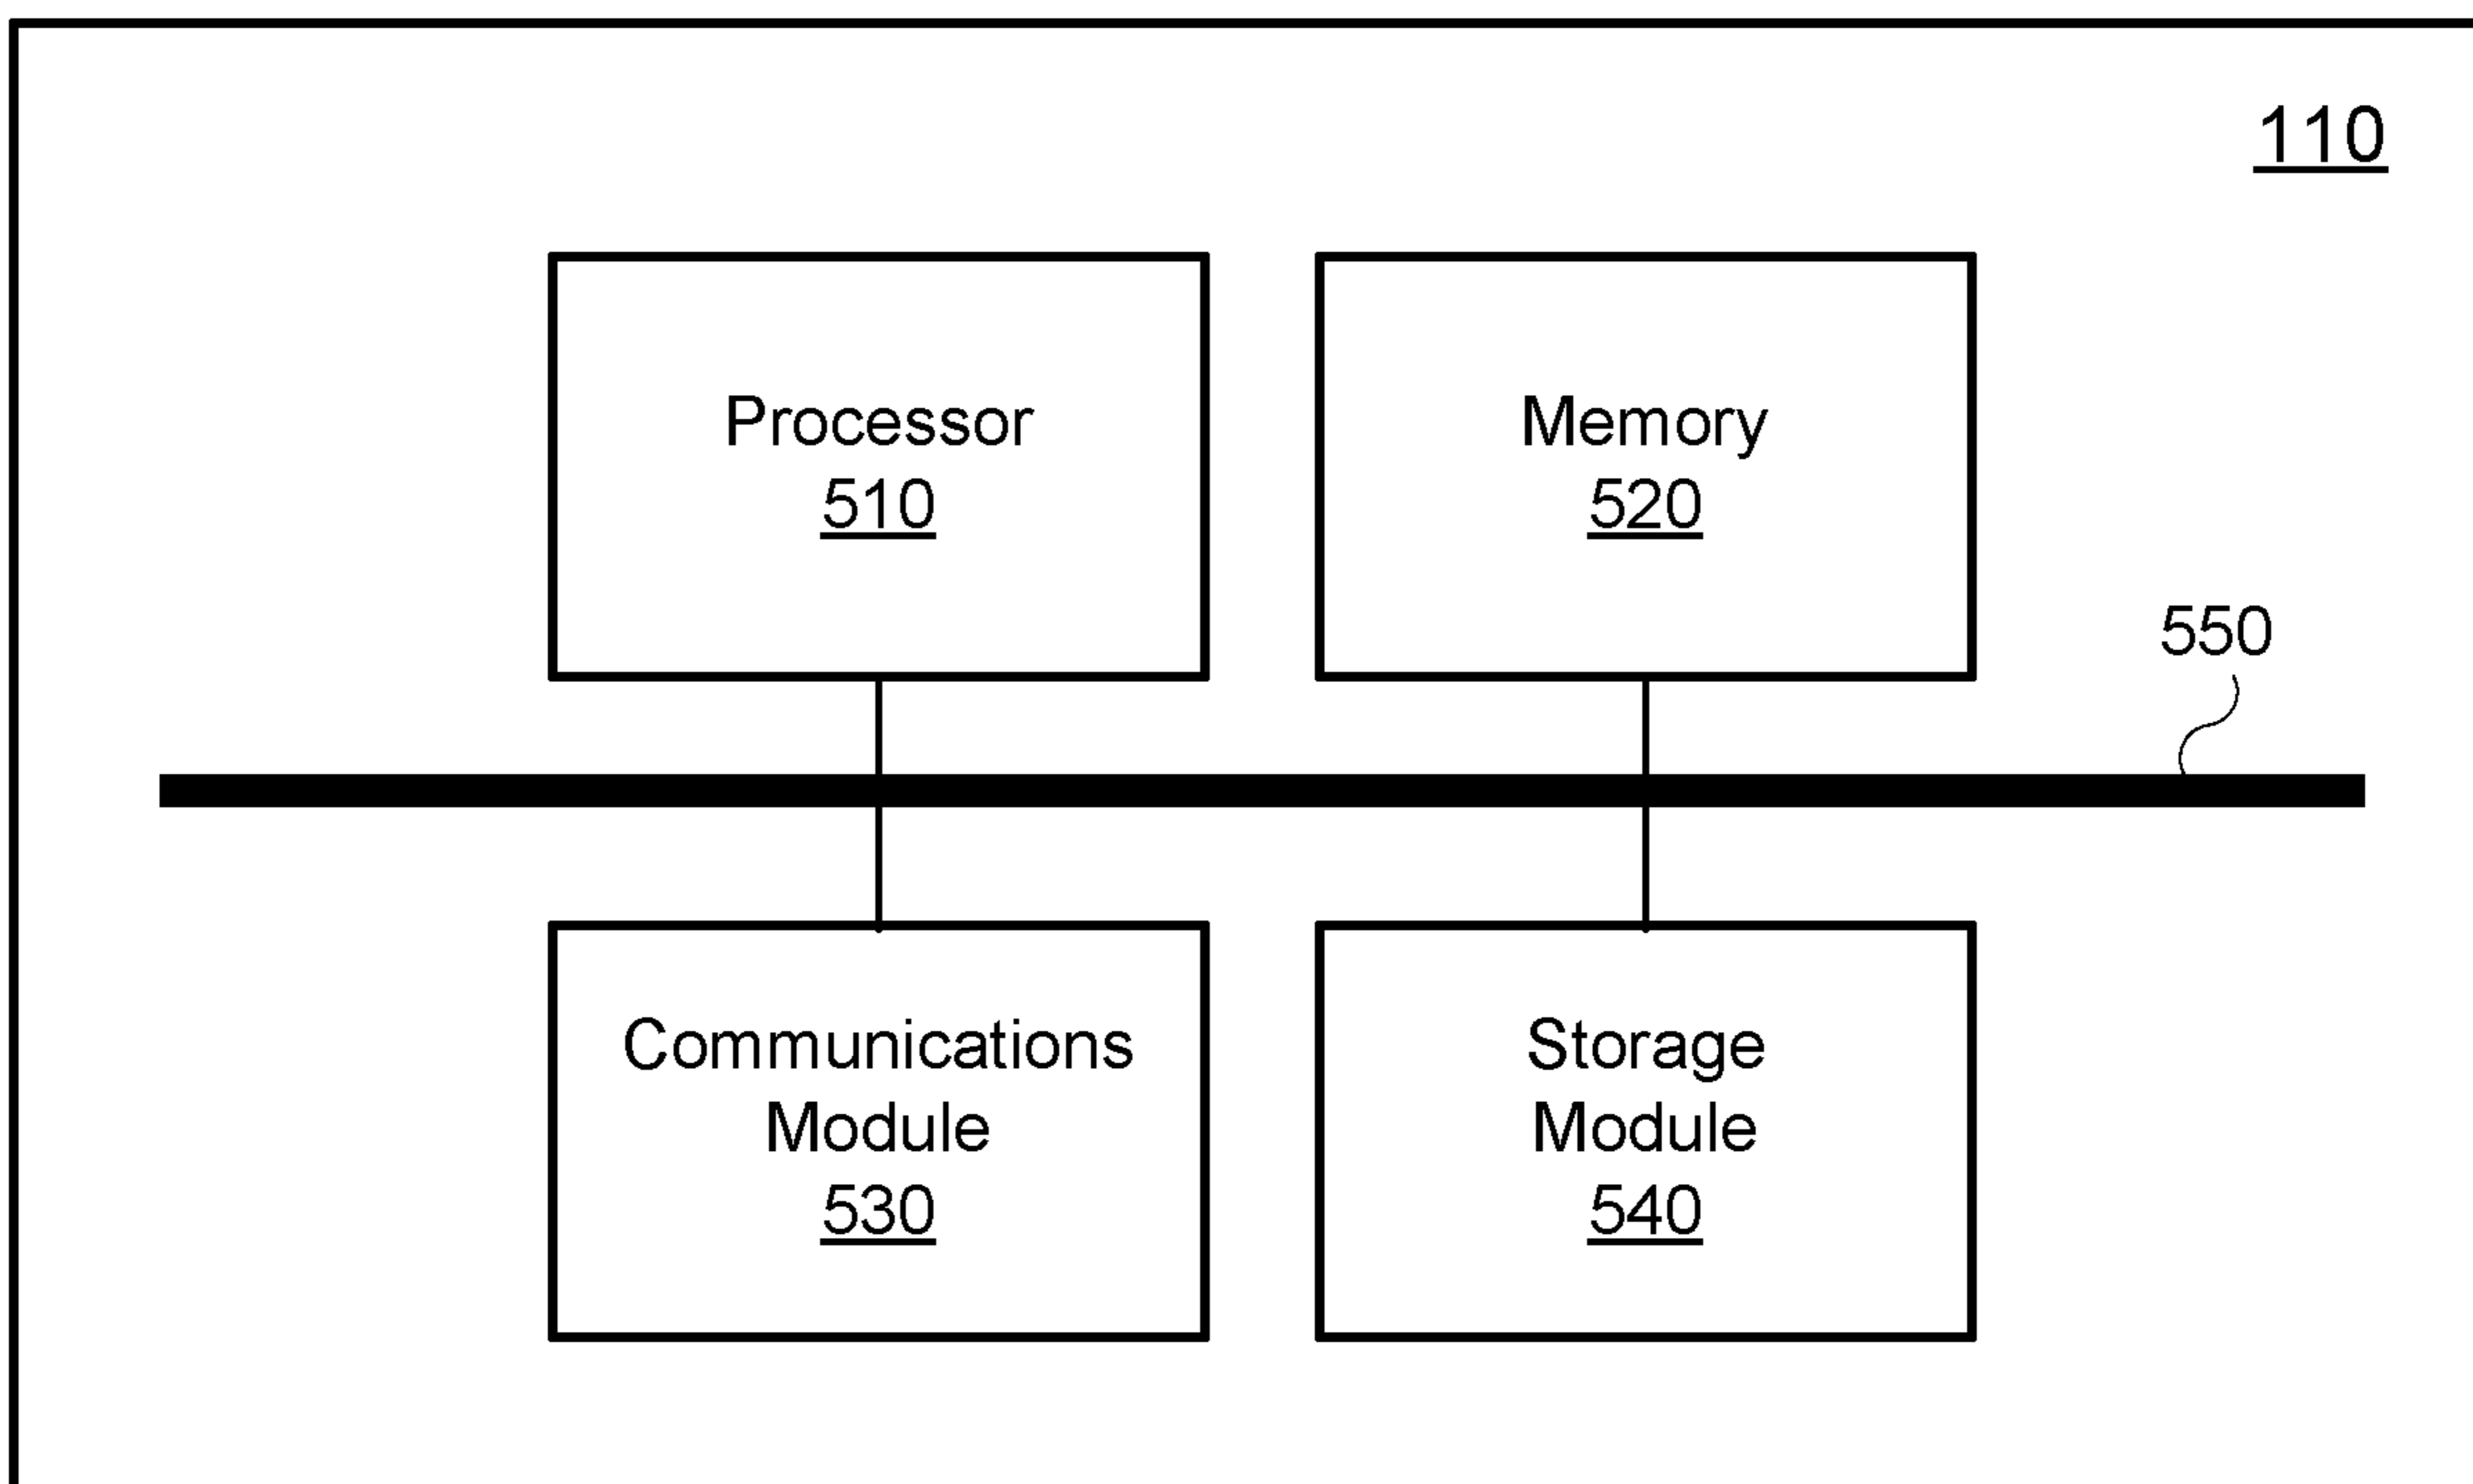 110
Processor
510
Memory
520
550
Communications
Module
530
Storage
Module
540